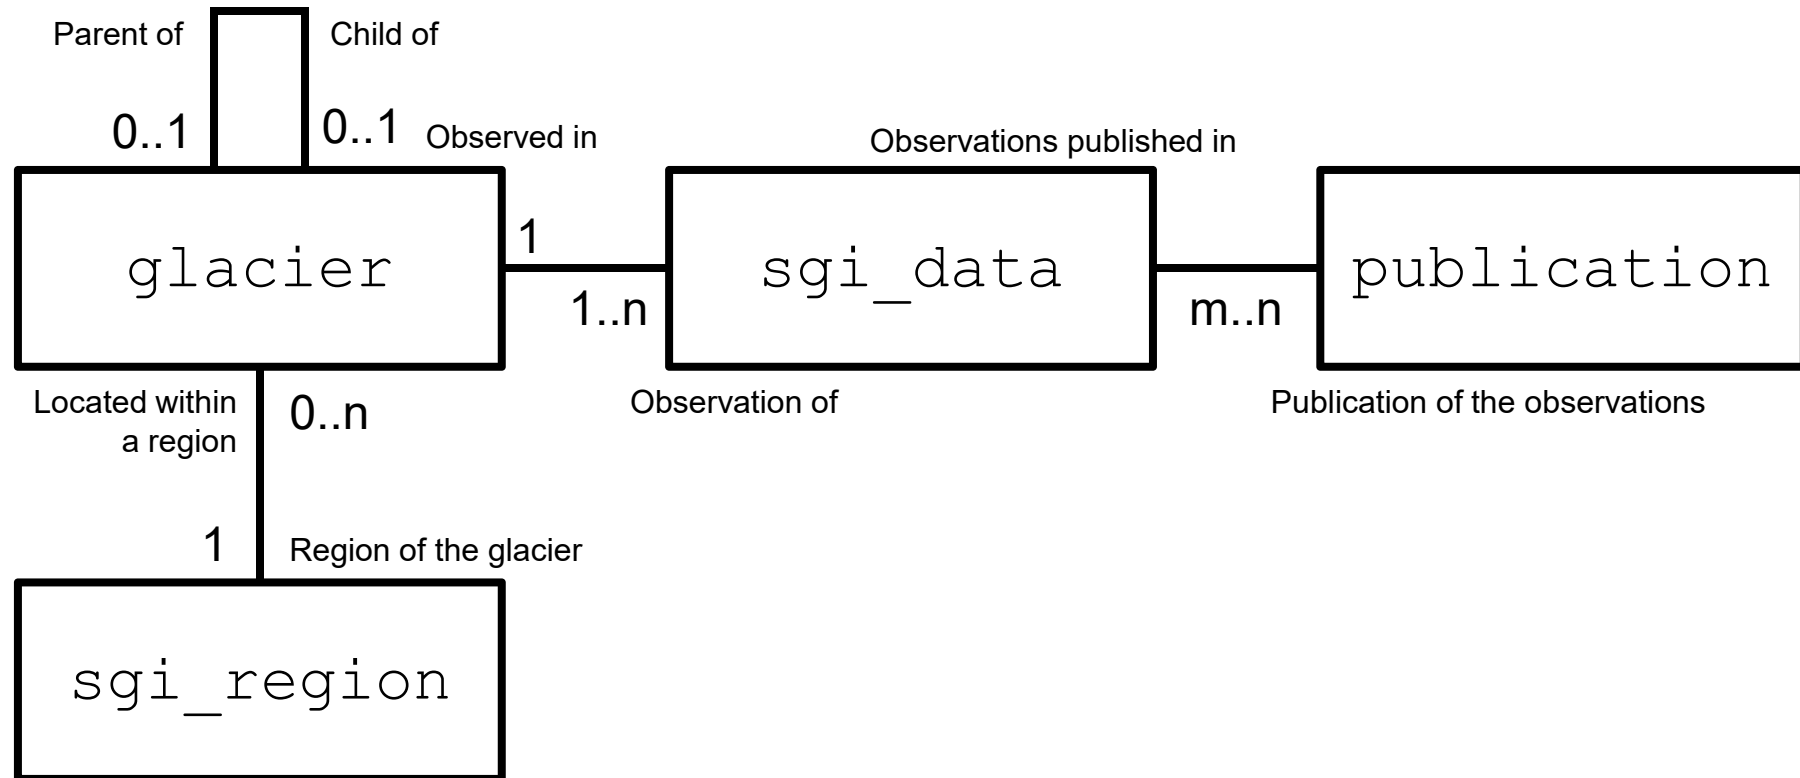 Parent of
Child of
0..1
0..1
Observed in
Observations published in
glacier
1
1..n
sgi_data
m..n
publication
Located within
a region
0..n
Observation of
Publication of the observations
1
Region of the glacier
sgi_region